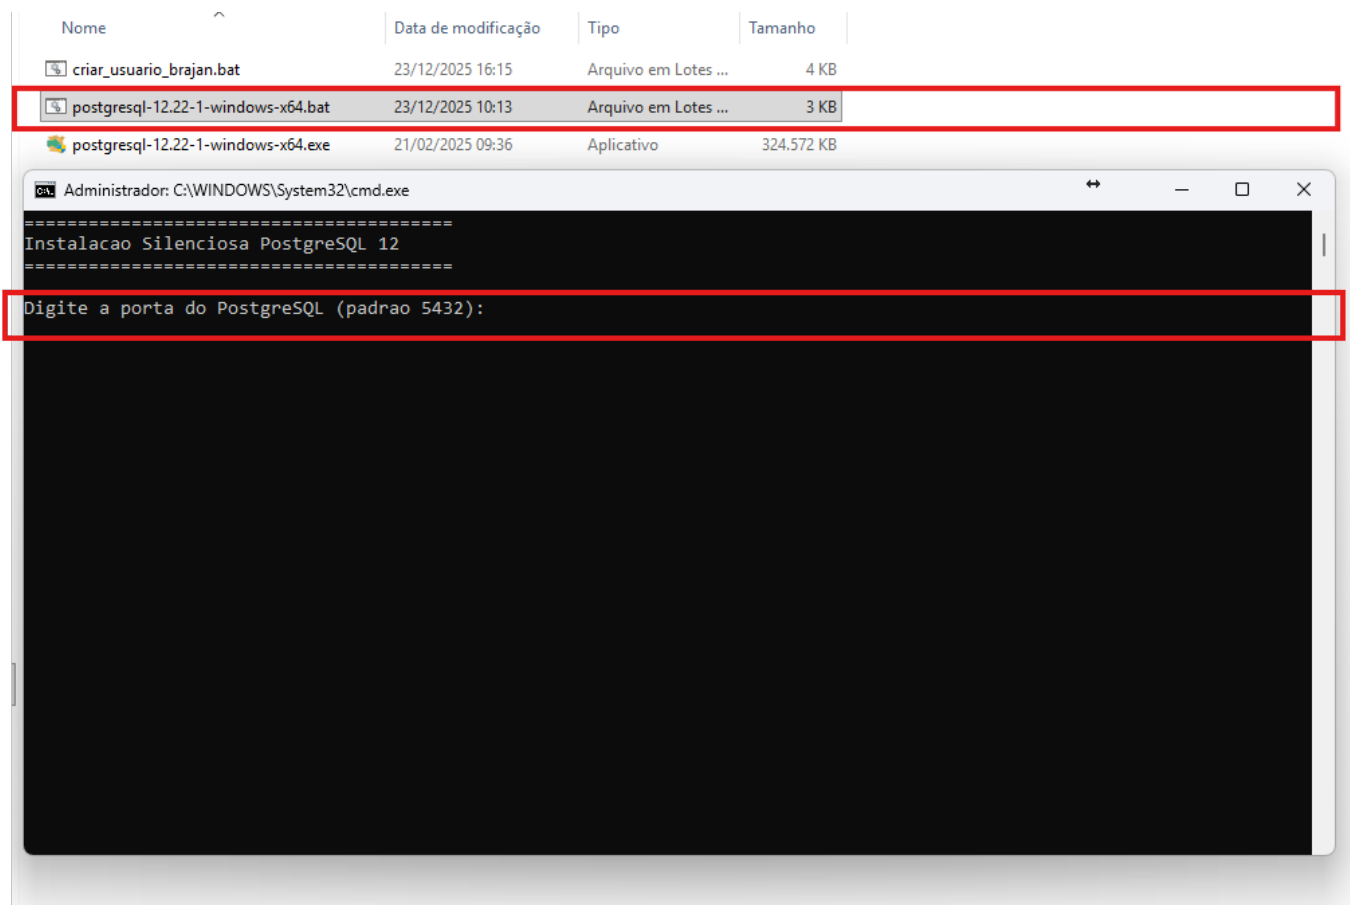 Nome Data de modificação Tipo Tamanho
criar_usuario_brajan.bat 23/12/2025 16:15 Arquivo em Lotes ... 4 KB
postgresql-12.22-1-windows-x64.bat 23/12/2025 10:13 Arquivo em Lotes ... 3 KB
postgresql-12.22-1-windows-x64.exe 21/02/2025 09:36 Aplicativo 324.572 KB
Administrador: C:\WINDOWS\System32\cmd.exe
========================================
Instalacao Silenciosa PostgreSQL 12
========================================
Digite a porta do PostgreSQL (padrao 5432):